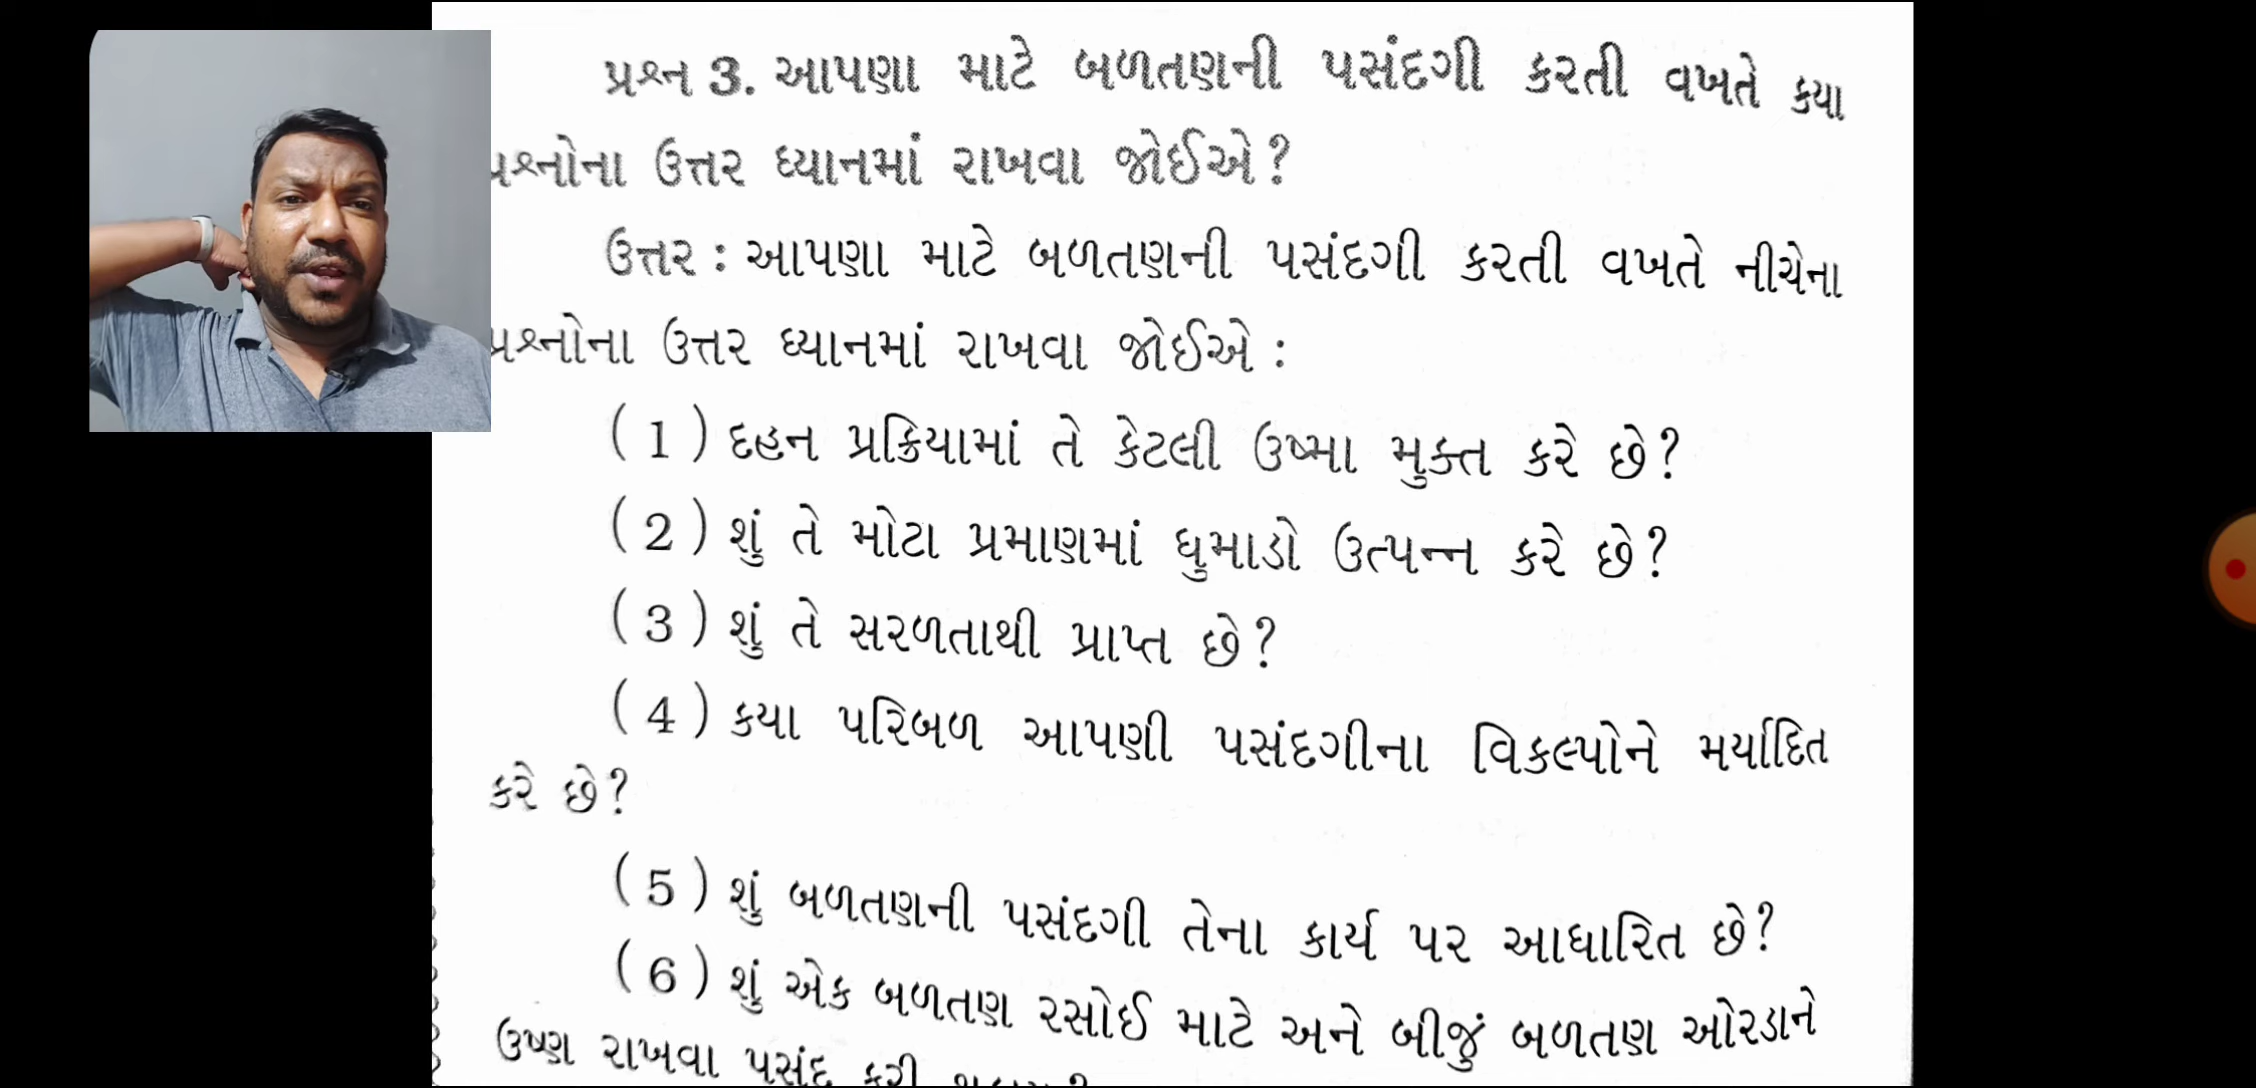 પ્રશ્ન 3. આપણા માટે બળતણની પસંદગી કરતી વખતે કયા
પ્રશ્નોના ઉત્તર ધ્યાનમાં રાખવા જોઈએ?
ઉત્તર : આપણા માટે બળતણની પસંદગી કરતી વખતે નીચેના
પ્રશ્નોના ઉત્તર ધ્યાનમાં રાખવા જોઈએ :
(1) દહન પ્રક્રિયામાં તે કેટલી ઉષ્મા મુક્ત કરે છે?
(2) શું તે મોટા પ્રમાણમાં ધુમાડો ઉત્પન્ન કરે છે?
(3) શું તે સરળતાથી પ્રાપ્ત છે?
(4) કયા પરિબળ આપણી પસંદગીના વિકલ્પોને મર્યાદિત
કરે છે?
(5) શું બળતણની પસંદગી તેના કાર્ય પર આધારિત છે?
(6) શું એક બળતણ રસોઈ માટે અને બીજું બળતણ ઓરડાને
ઉષ્ણ રાખવા પસંદ કરી